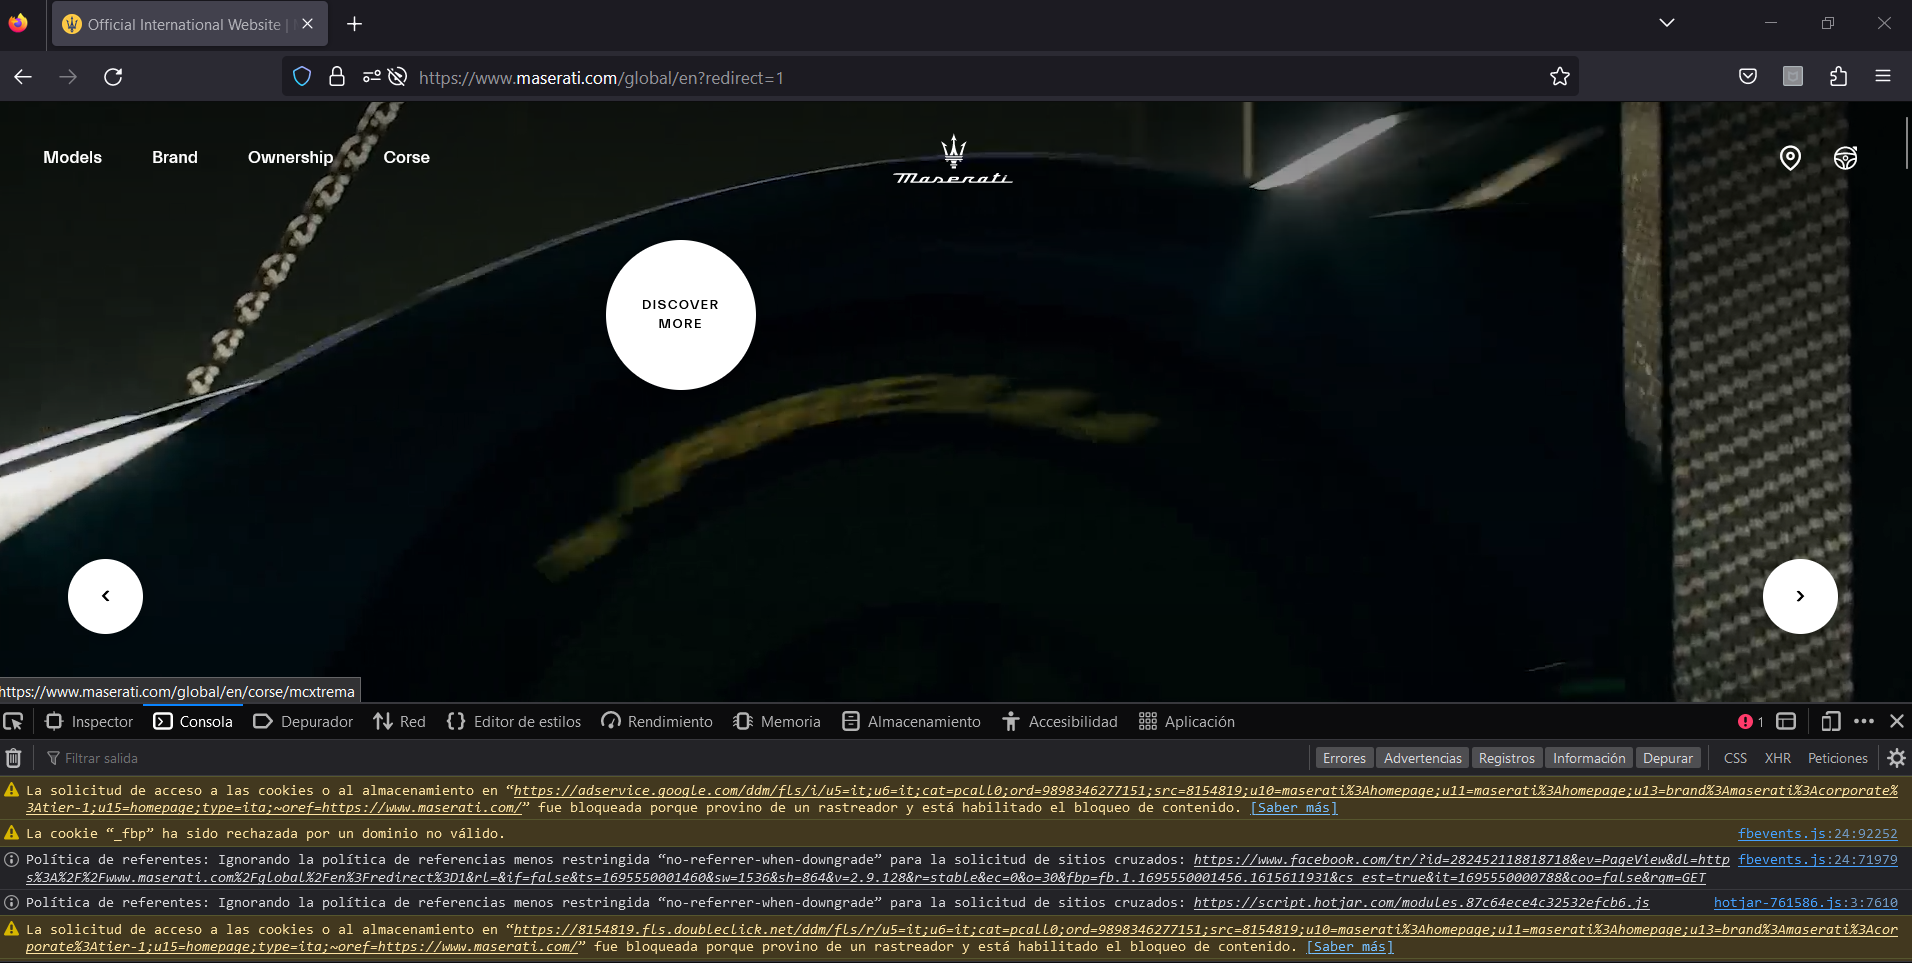 Official International Website |
https://www.maserati.com/global/en?redirect=1
Models Brand Ownership Corse
Maserati
DISCOVER
MORE
https://www.maserati.com/global/en/corse/mcxtrema
Inspector Consola Depurador Red Editor de estilos Rendimiento Memoria Almacenamiento Accesibilidad Aplicación 1
Filtrar salida Errores Advertencias Registros Información Depurar CSS XHR Peticiones
La solicitud de acceso a las cookies o al almacenamiento en “https://adservice.google.com/ddm/fls/i/u5=it;u6=it;cat=pcall0;ord=9898346277151;src=8154819;u10=maserati%3Ahomepage;u11=maserati%3Ahomepage;u13=brand%3Amaserati%3Acorporate%
3Atier-1;u15=homepage;type=ita;~oref=https://www.maserati.com/” fue bloqueada porque provino de un rastreador y está habilitado el bloqueo de contenido. [Saber más]
La cookie “_fbp” ha sido rechazada por un dominio no válido. fbevents.js:24:92252
Política de referentes: Ignorando la política de referencias menos restringida “no-referrer-when-downgrade” para la solicitud de sitios cruzados: https://www.facebook.com/tr/?id=282452118818718&ev=PageView&dl=http fbevents.js:24:71979
s%3A%2F%2Fwww.maserati.com%2Fglobal%2Fen%3Fredirect%3D1&rl=&if=false&ts=1695550001460&sw=1536&sh=864&v=2.9.128&r=stable&ec=0&o=30&fbp=fb.1.1695550001456.1615611931&cs_est=true&it=1695550000788&coo=false&rqm=GET
Política de referentes: Ignorando la política de referencias menos restringida “no-referrer-when-downgrade” para la solicitud de sitios cruzados: https://script.hotjar.com/modules.87c64ece4c32532efcb6.js hotjar-761586.js:3:7610
La solicitud de acceso a las cookies o al almacenamiento en “https://8154819.fls.doubleclick.net/ddm/fls/r/u5=it;u6=it;cat=pcall0;ord=9898346277151;src=8154819;u10=maserati%3Ahomepage;u11=maserati%3Ahomepage;u13=brand%3Amaserati%3Acor
porate%3Atier-1;u15=homepage;type=ita;~oref=https://www.maserati.com/” fue bloqueada porque provino de un rastreador y está habilitado el bloqueo de contenido. [Saber más]